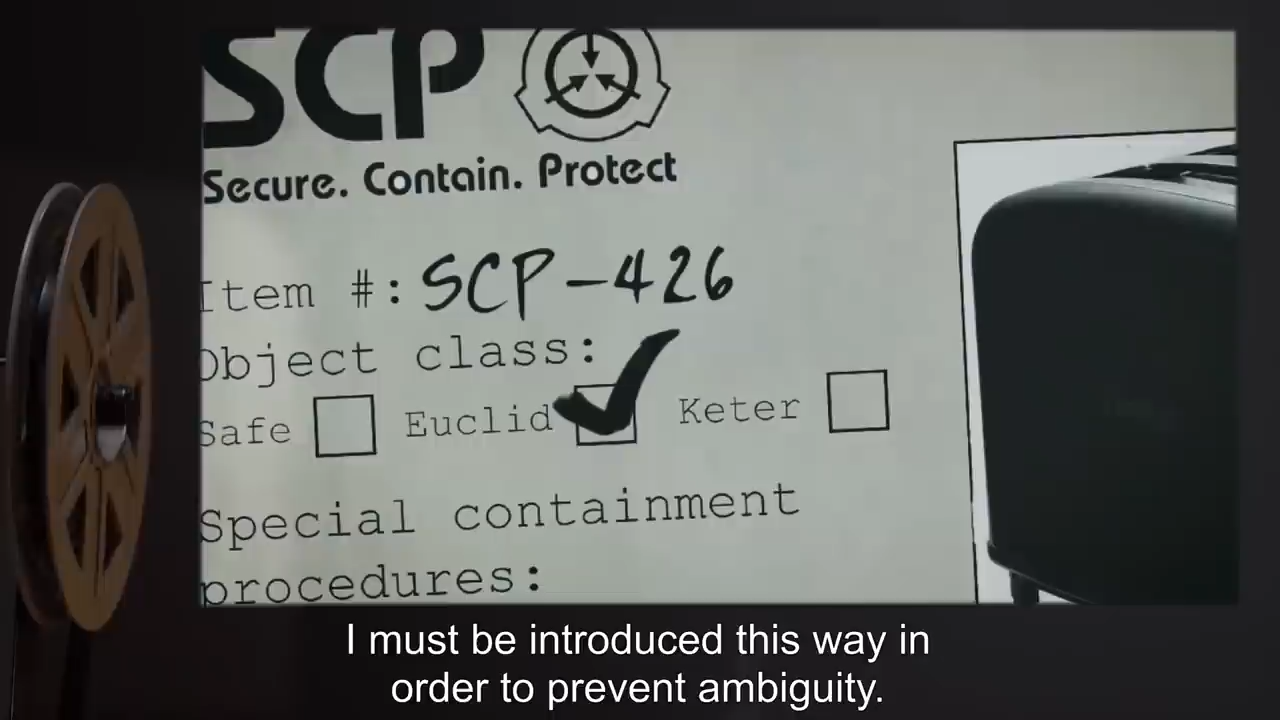 SCP
Secure. Contain. Protect
Item #: SCP-426
Object class:
Safe Euclid Keter
Special containment
procedures:
I must be introduced this way in
order to prevent ambiguity.